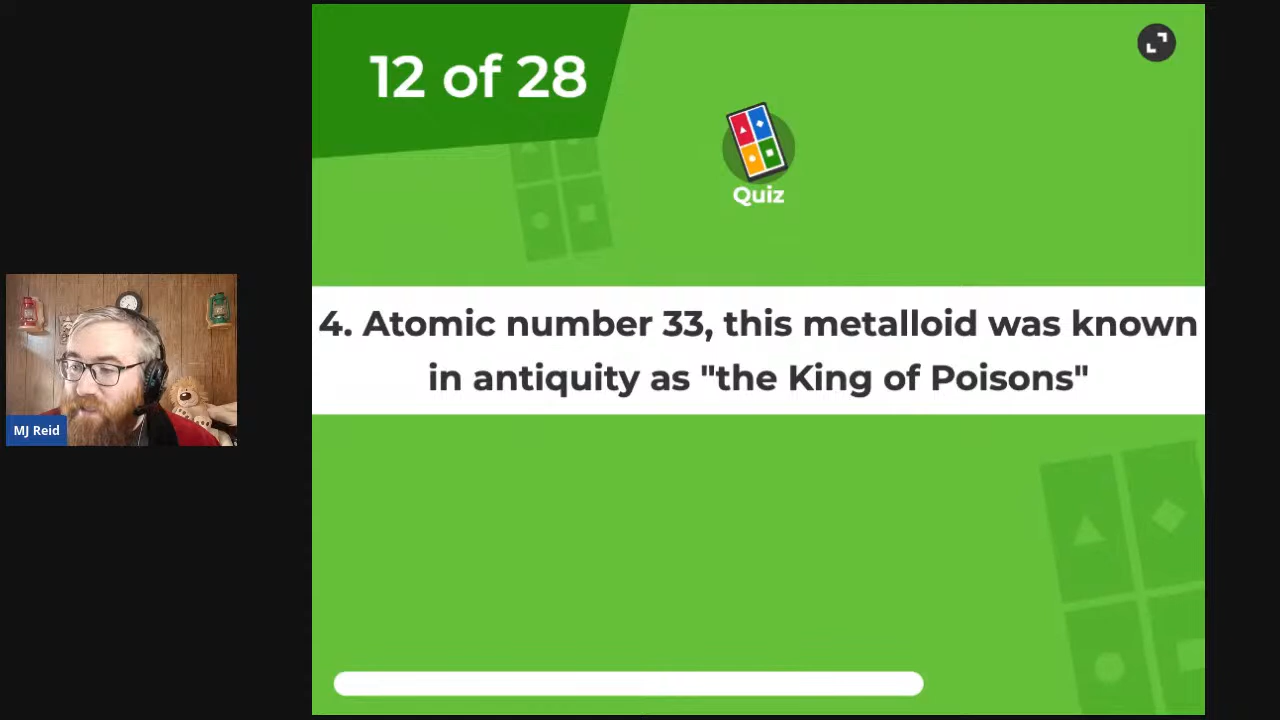 12 of 28
Quiz
4. Atomic number 33, this metalloid was known
in antiquity as "the King of Poisons"
MJ Reid